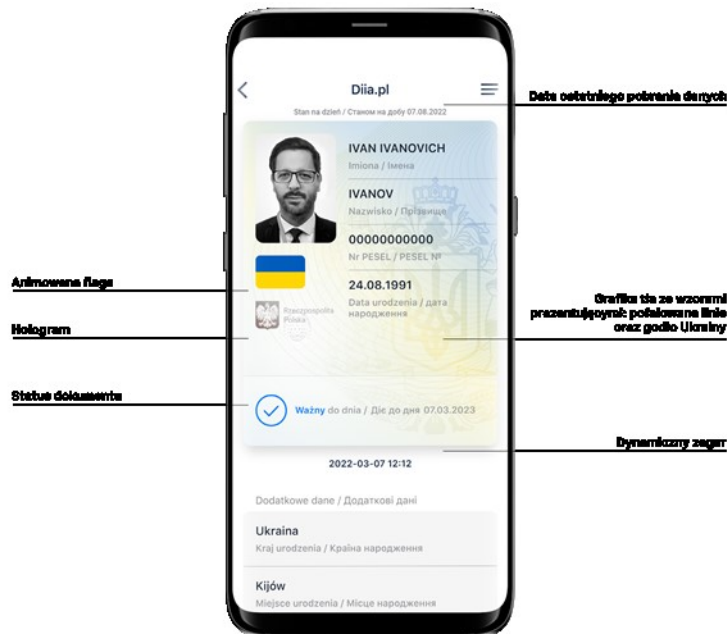 Diia.pl
Stan na dzień / Станом на добу 07.08.2022
Data ostatniego pobrania danych
IVAN IVANOVICH
Imiona / Імена
IVANOV
Nazwisko / Прізвище
00000000000
Nr PESEL / PESEL №
24.08.1991
Data urodzenia / дата
народження
Animowana flaga
Rzeczpospolita
Polska
Hologram
Grafika tła ze wzorami
prezentującymi: pofalowane linie
oraz godło Ukrainy
Status dokumentu
Ważny do dnia / Діє до дня 07.03.2023
Dynamiczny zegar
2022-03-07 12:12
Dodatkowe dane / Додаткові дані
Ukraina
Kraj urodzenia / Країна народження
Kijów
Miejsce urodzenia / Місце народження